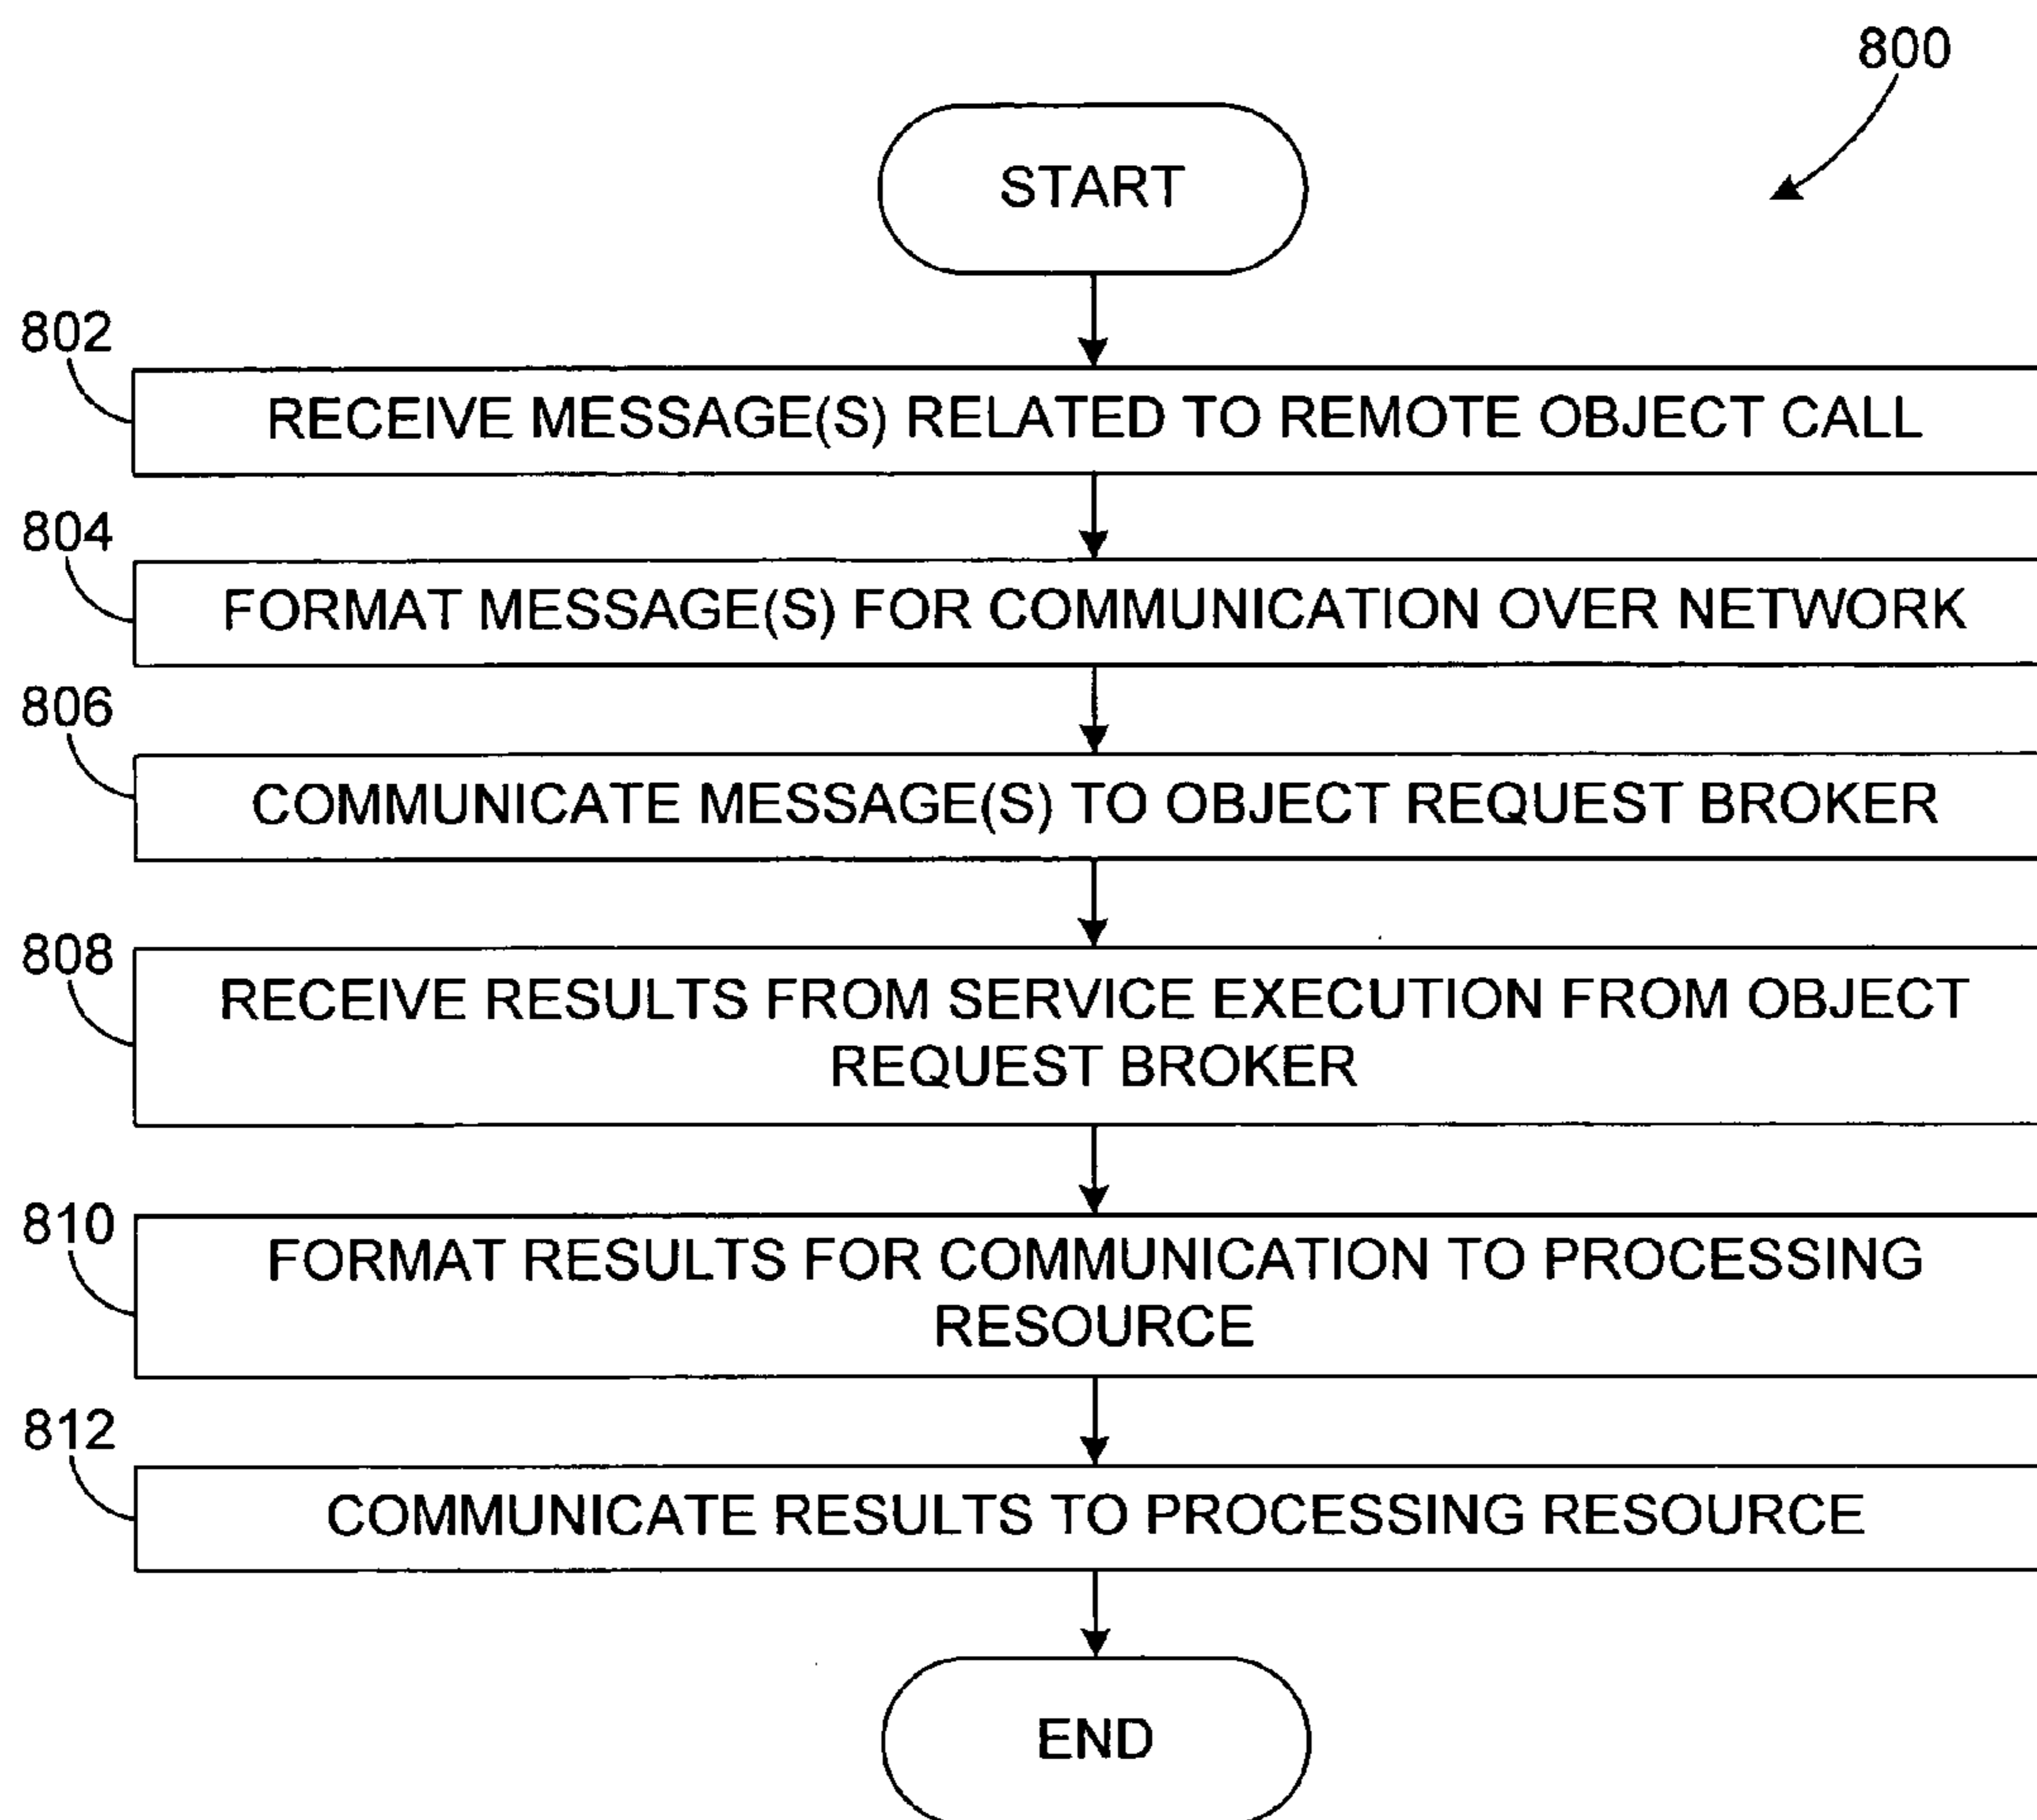 800
START
802
RECEIVE MESSAGE(S) RELATED TO REMOTE OBJECT CALL
804
FORMAT MESSAGE(S) FOR COMMUNICATION OVER NETWORK
806
COMMUNICATE MESSAGE(S) TO OBJECT REQUEST BROKER
808
RECEIVE RESULTS FROM SERVICE EXECUTION FROM OBJECT
REQUEST BROKER
810
FORMAT RESULTS FOR COMMUNICATION TO PROCESSING
RESOURCE
812
COMMUNICATE RESULTS TO PROCESSING RESOURCE
END